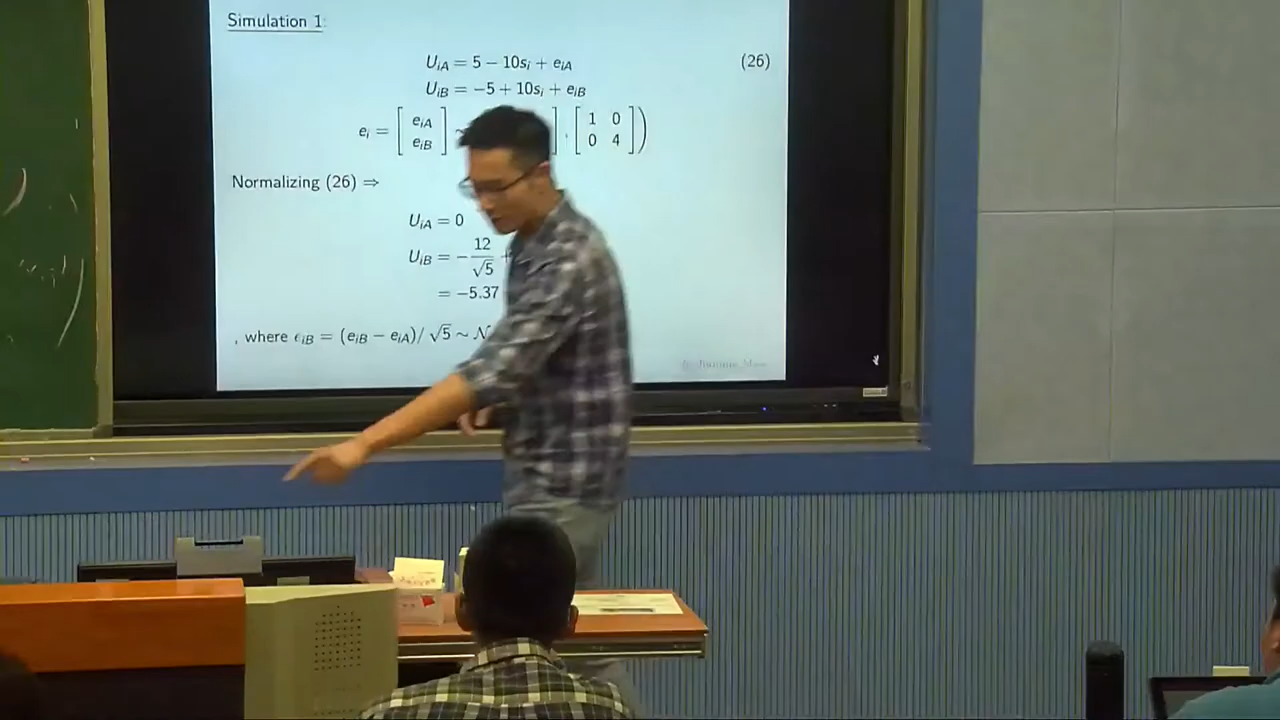 Simulation 1:
U_{iA} = 5 − 10s_i + e_{iA} (26)
U_{iB} = −5 + 10s_i + e_{iB}
e_i = [ e_{iA} e_{iB} ] ~ ] , [ 1 0 0 4 ] )
Normalizing (26) ⇒
U_{iA} = 0
U_{iB} = − 12/√5 +
= −5.37
, where ϵ_{iB} = (e_{iB} − e_{iA})/ √5 ∼ N